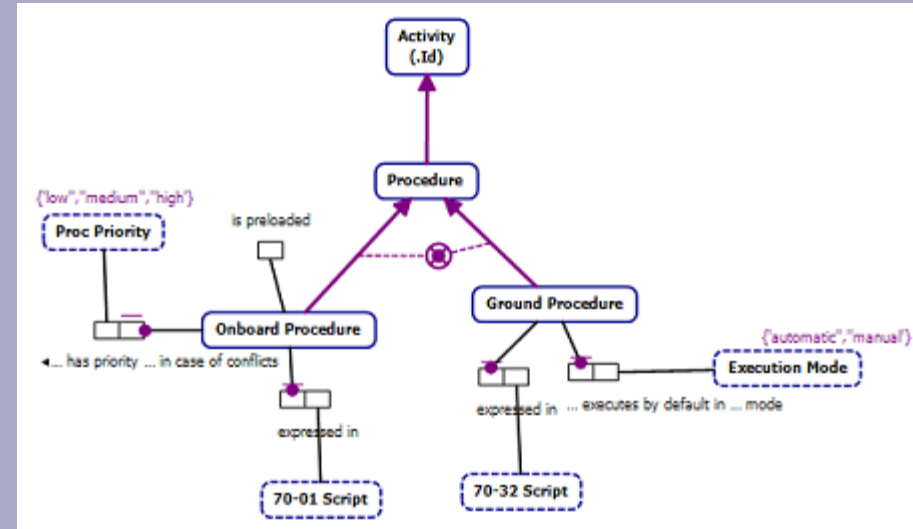 Activity
(.Id)
Procedure
{'low","medium","high'}
Proc Priority
is preloaded
Onboard Procedure
Ground Procedure
◄... has priority ... in case of conflicts
{'automatic","manual'}
Execution Mode
expressed in
expressed in
... executes by default in ... mode
70-01 Script
70-32 Script